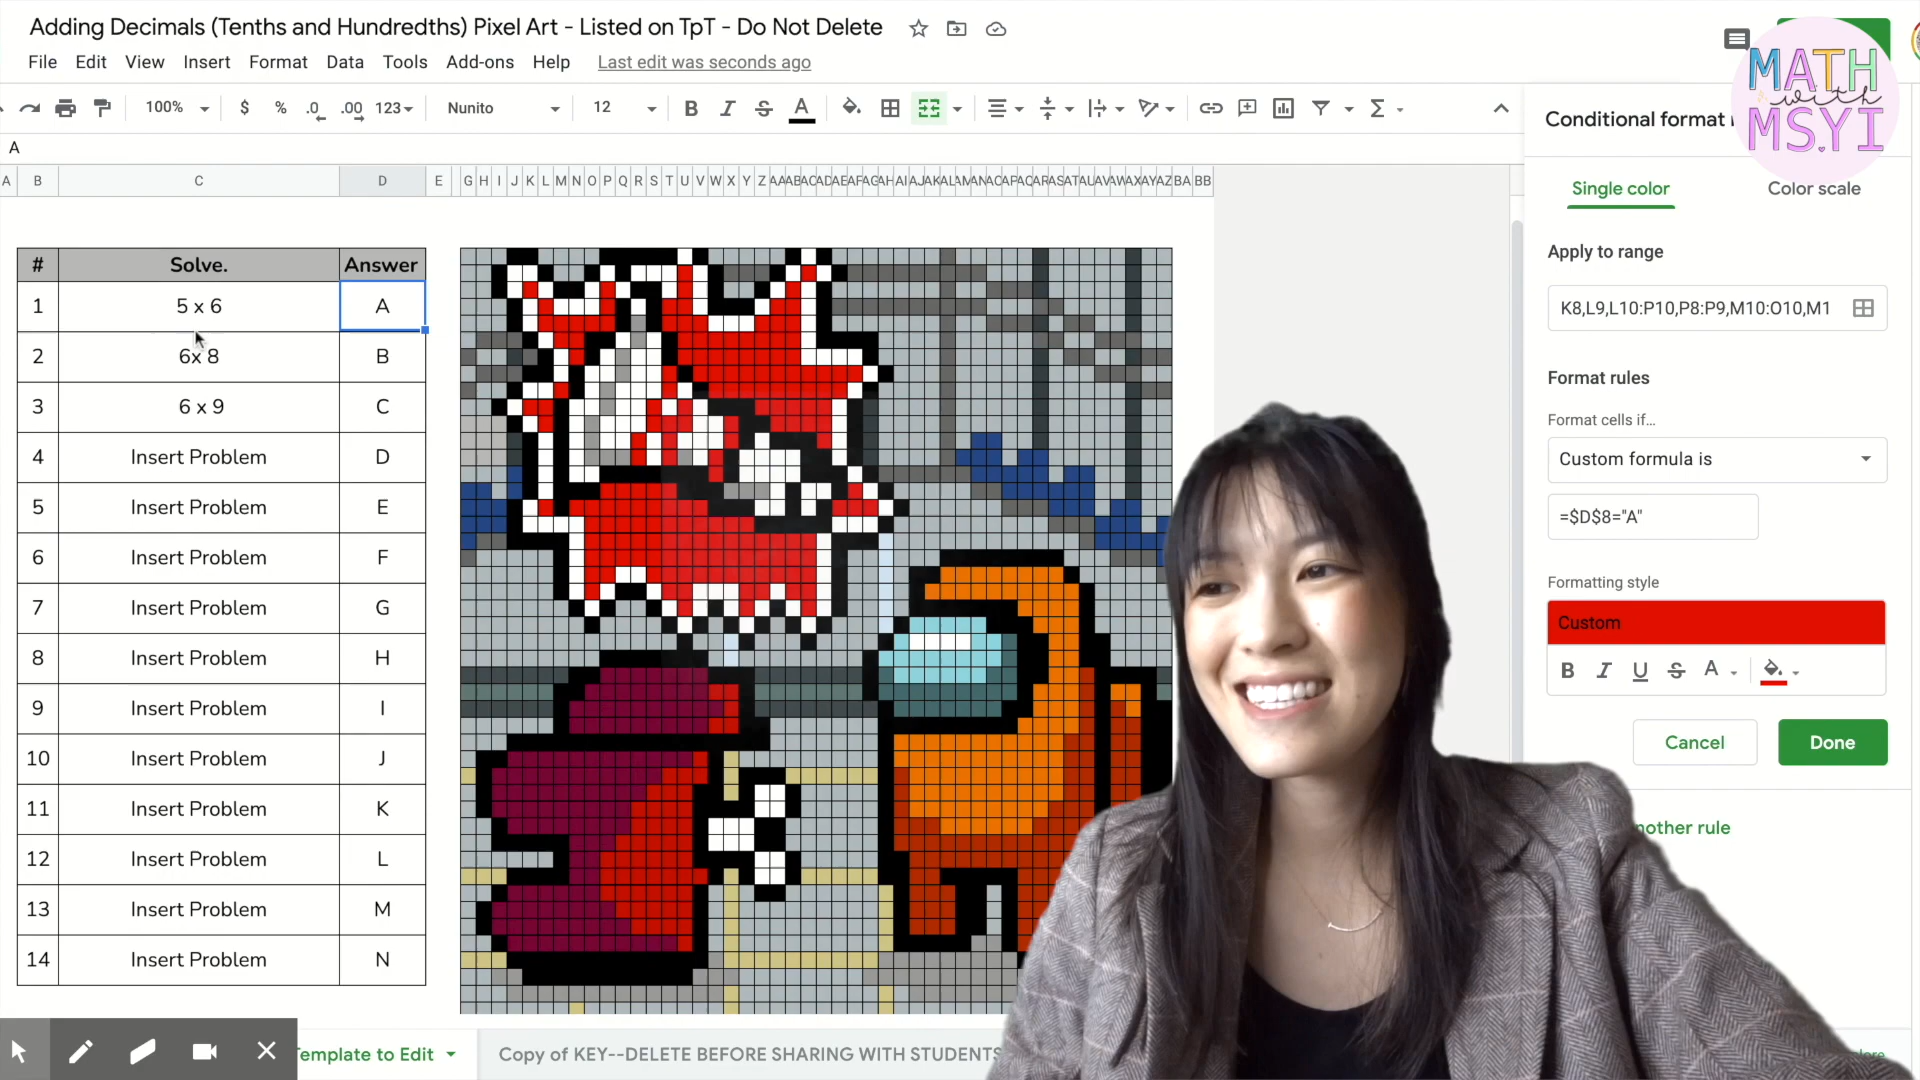 Adding Decimals (Tenths and Hundredths) Pixel Art - Listed on TpT - Do Not Delete
File Edit View Insert Format Data Tools Add-ons Help Last edit was seconds ago
100% $ % .0 .00 123 Nunito 12 B I S A
A
A B C D E G H I J K L M N O P Q R S T U V W X Y Z BA BB
# Solve. Answer
1 5 x 6 A
2 6x 8 B
3 6 x 9 C
4 Insert Problem D
5 Insert Problem E
6 Insert Problem F
7 Insert Problem G
8 Insert Problem H
9 Insert Problem I
10 Insert Problem J
11 Insert Problem K
12 Insert Problem L
13 Insert Problem M
14 Insert Problem N
Template to Edit Copy of KEY--DELETE BEFORE SHARING WITH STUDENTS
MATH
with
MS.YI
Conditional format
Single color Color scale
Apply to range
K8,L9,L10:P10,P8:P9,M10:O10,M1
Format rules
Format cells if...
Custom formula is
=$D$8="A"
Formatting style
Custom
B I U S A
Cancel Done
nother rule